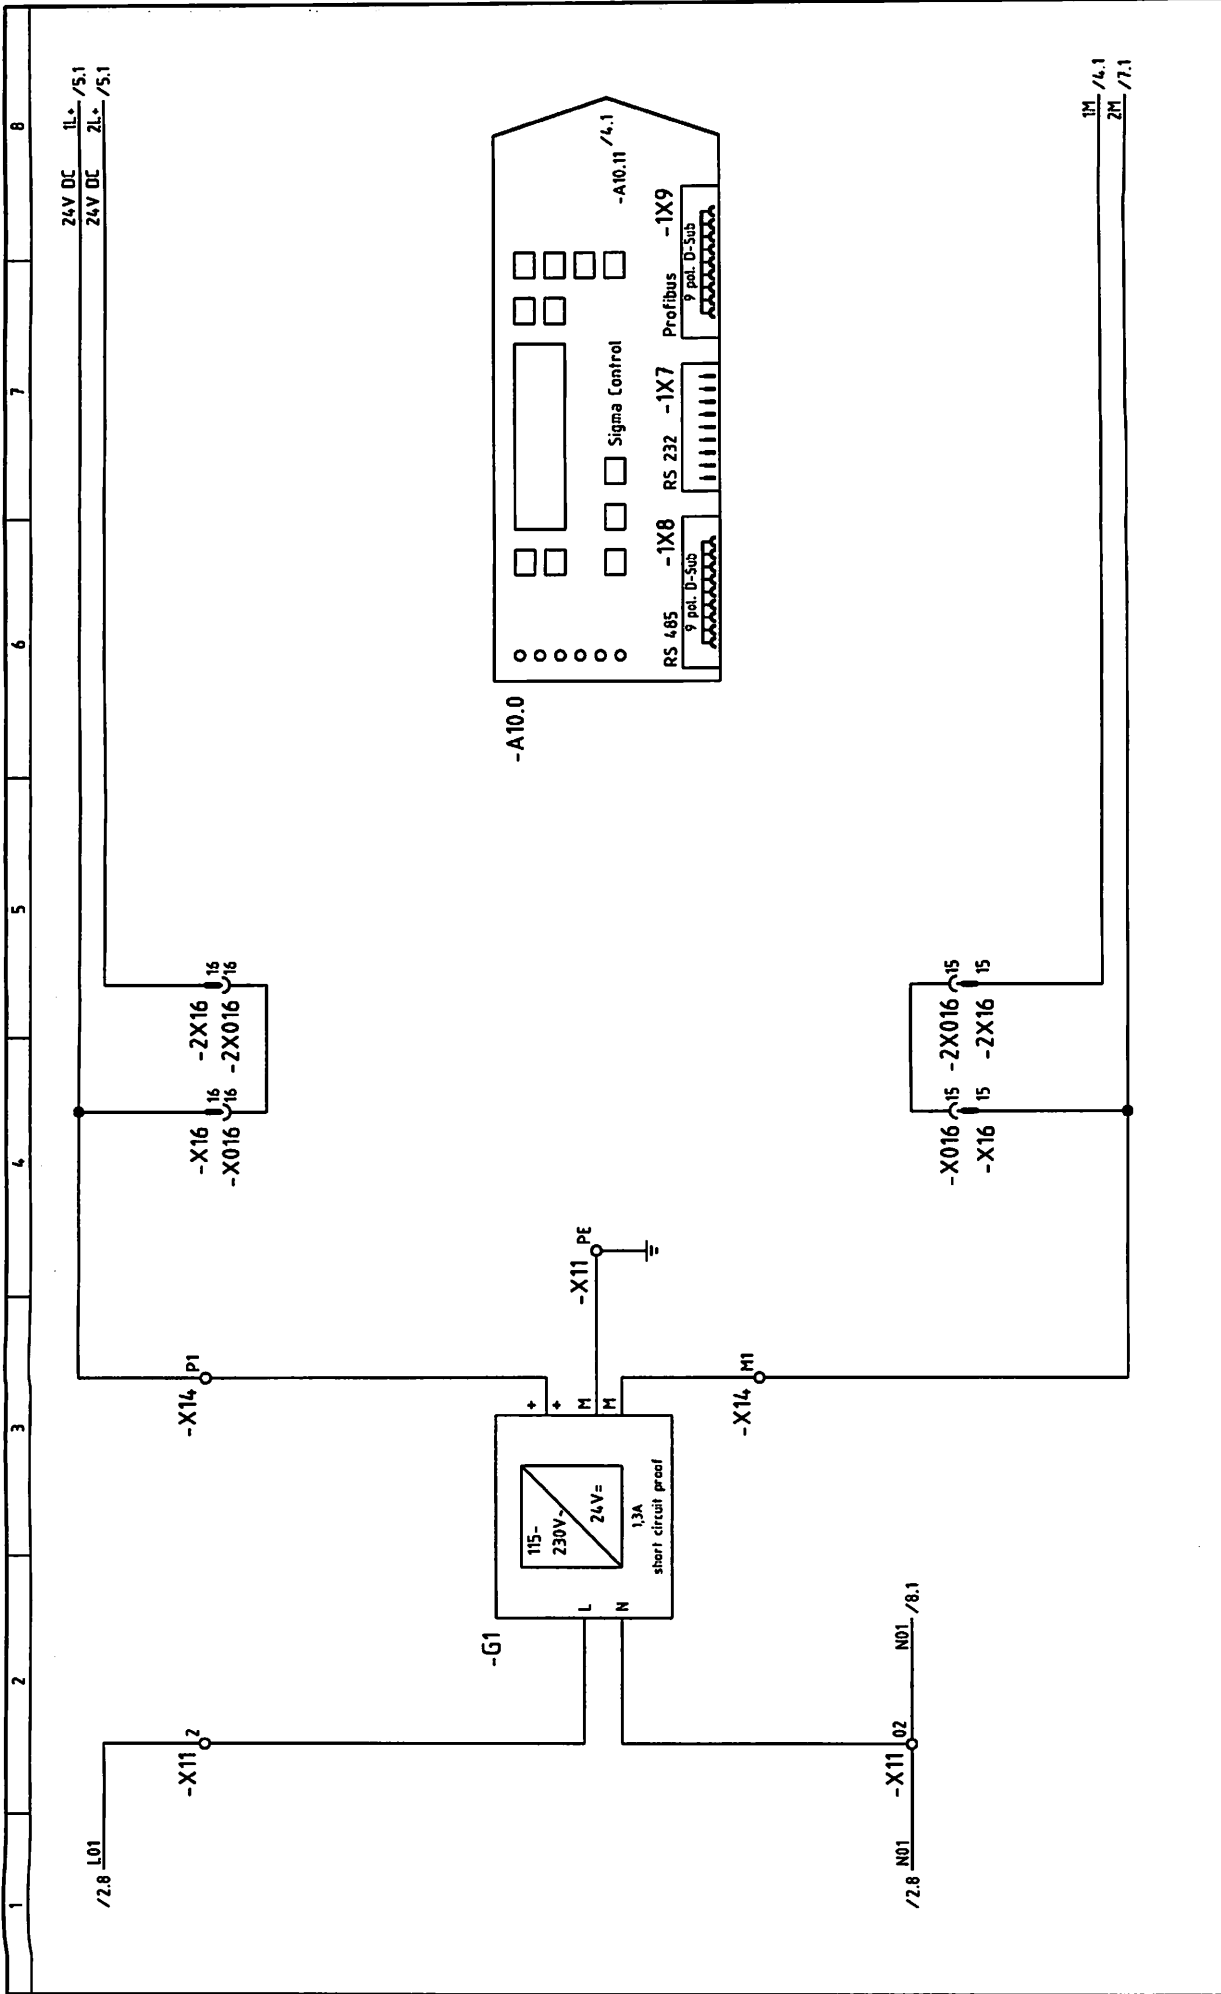 1 2 3 4 5 6 7 8
24V DC 1L+ /5.1
24V DC 2L+ /5.1
/2.8 L01
-X11 2
-X14 P1
-X16 16
-X016 16
-2X16 16
-2X016 16
-G1
115-
230V~
24V=
1,3A
short circuit proof
L
N
+
+
M
M
-X11 PE
-A10.0
Sigma Control
-A10.11 /4.1
RS 485 -1X8
9 pol. D-Sub
RS 232 -1X7
Profibus -1X9
9 pol. D-Sub
-X14 M1
/2.8 N01
-X11 02
N01 /8.1
-X016 15
-X16 15
-2X016 15
-2X16 15
1M /4.1
2M /7.1